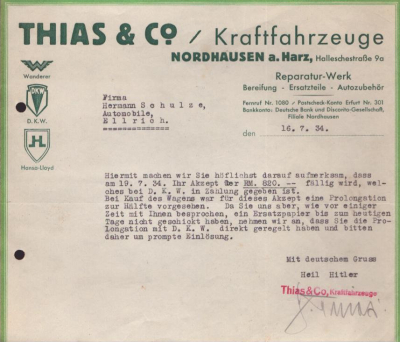 THIAS & CO / Kraftfahrzeuge
NORDHAUSEN a. Harz, Halleschestraße 9a
Wanderer
D.K.W.
HL
Hansa-Lloyd
Reparatur-Werk
Bereifung - Ersatzteile - Autozubehör
Fernruf Nr. 1080 / Postscheck-Konto Erfurt Nr. 301
Bankkonto: Deutsche Bank und Disconto-Gesellschaft,
Filiale Nordhausen
Firma
Hermann Schulze,
Automobile,
Ellrich.
den 16.7.34.
Hiermit machen wir Sie höflichst darauf aufmerksam, dass
am 19.7.34. Ihr Akzept über RM. 820.-- fällig wird, wel-
ches bei D.K.W. in Zahlung gegeben ist.
Bei Kauf des Wagens war für dieses Akzept eine Prolongation
zur Hälfte vorgesehen. Da Sie uns aber, wie vor einiger
Zeit mit Ihnen besprochen, ein Ersatzpapier bis zum heutigen
Tage nicht geschickt haben, nehmen wir an, dass Sie die Pro-
longation mit D.K.W. direkt geregelt haben und bitten
daher um prompte Einlösung.
Mit deutschem Gruss
Heil Hitler
Thias & Co, Kraftfahrzeuge